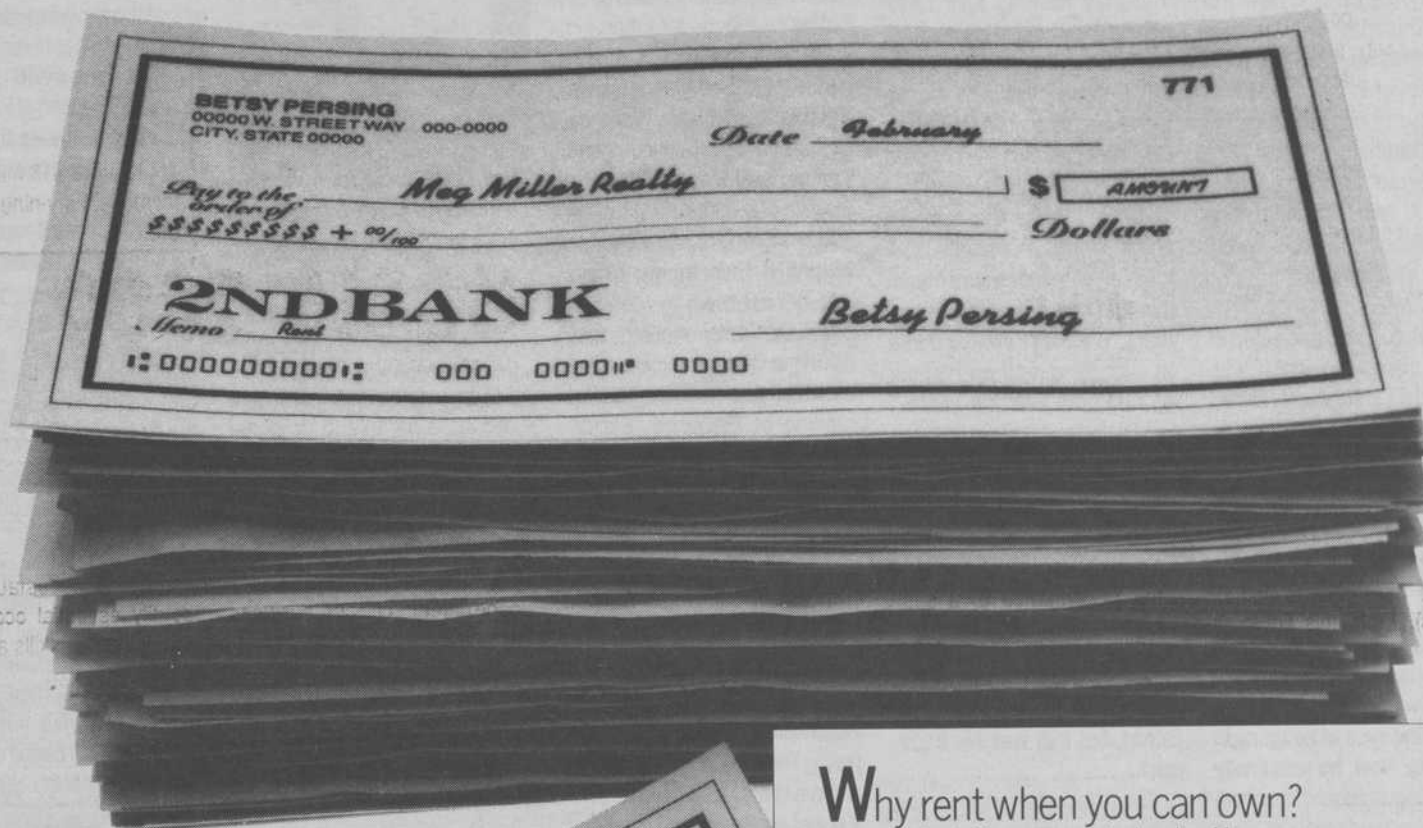 771
BETSY PERSING
00000 W. STREET WAY 000-0000
CITY, STATE 00000
Date February
Pay to the
order of Meg Miller Realty $ AMOUNT
$$$$$$$$$ + 00/100 Dollars
2NDBANK
Memo Rent Betsy Persing
⑆000000000⑆ 000 0000⑈ 0000
Why rent when you can own?